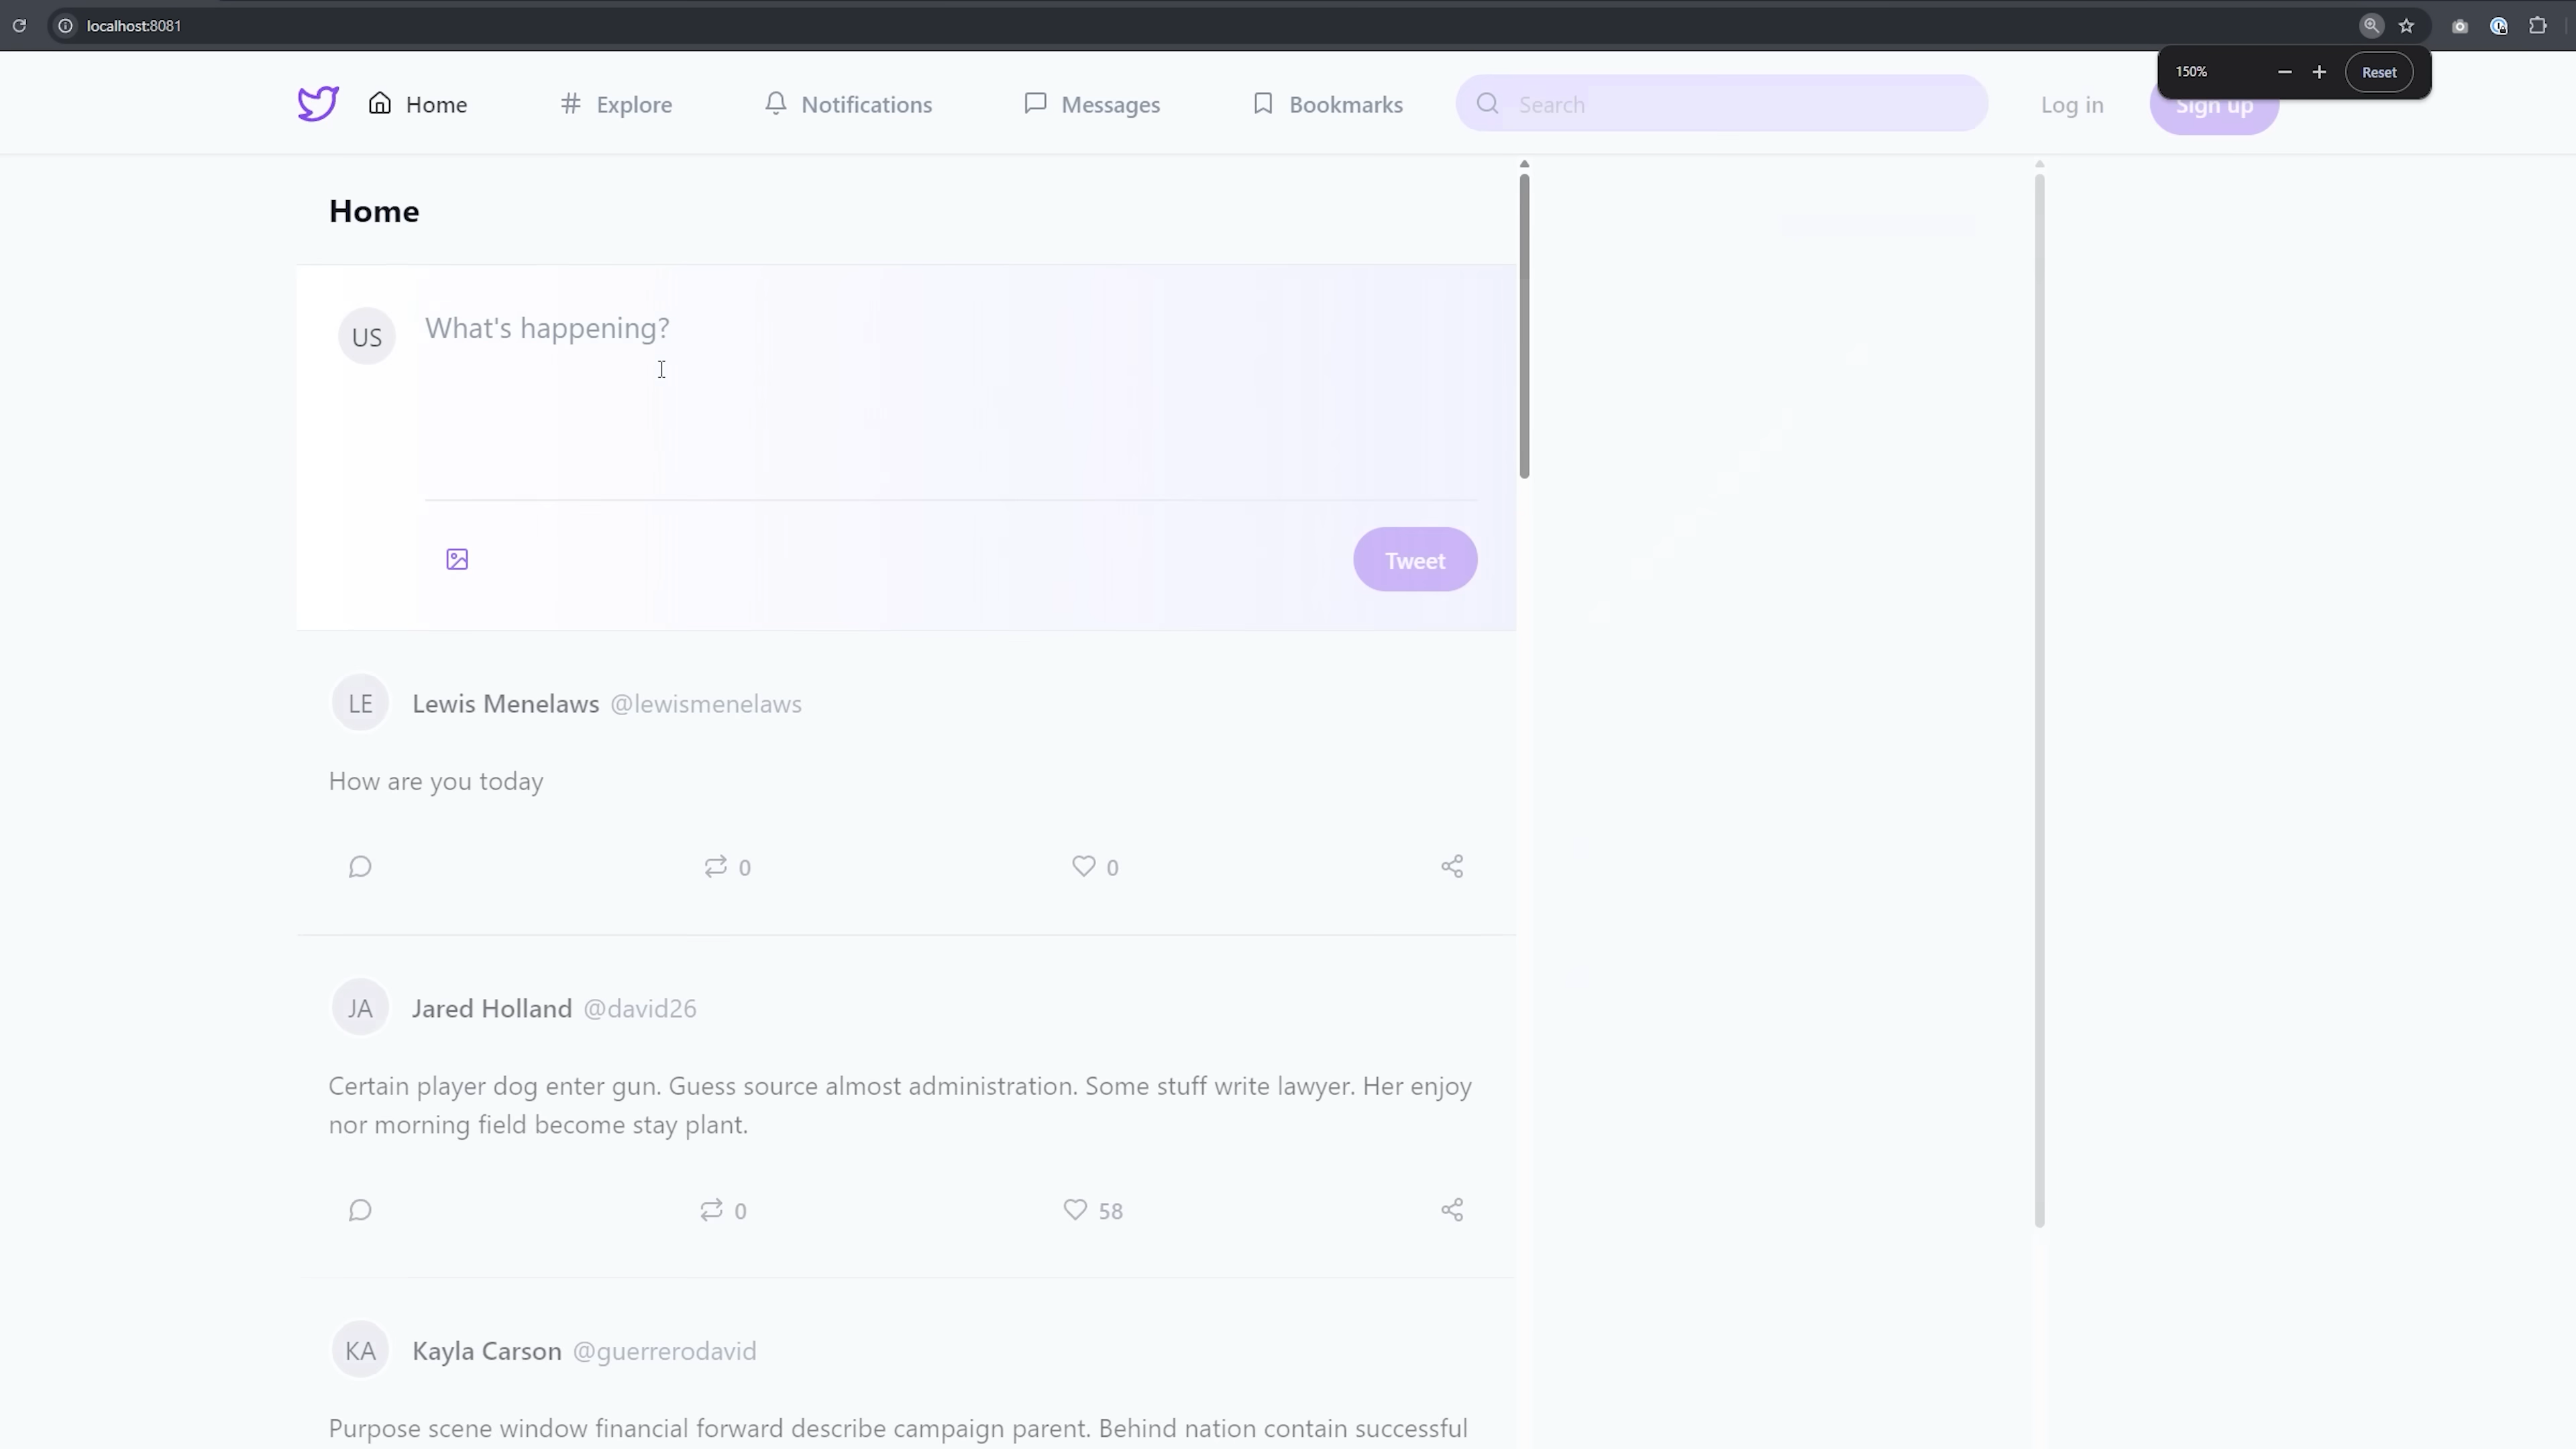 localhost:8081
150%
Reset
Home
Explore
Notifications
Messages
Bookmarks
Search
Log in
Sign up
Home
US
What's happening?
Tweet
LE
Lewis Menelaws @lewismenelaws
How are you today
0
0
JA
Jared Holland @david26
Certain player dog enter gun. Guess source almost administration. Some stuff write lawyer. Her enjoy
nor morning field become stay plant.
0
58
KA
Kayla Carson @guerrerodavid
Purpose scene window financial forward describe campaign parent. Behind nation contain successful